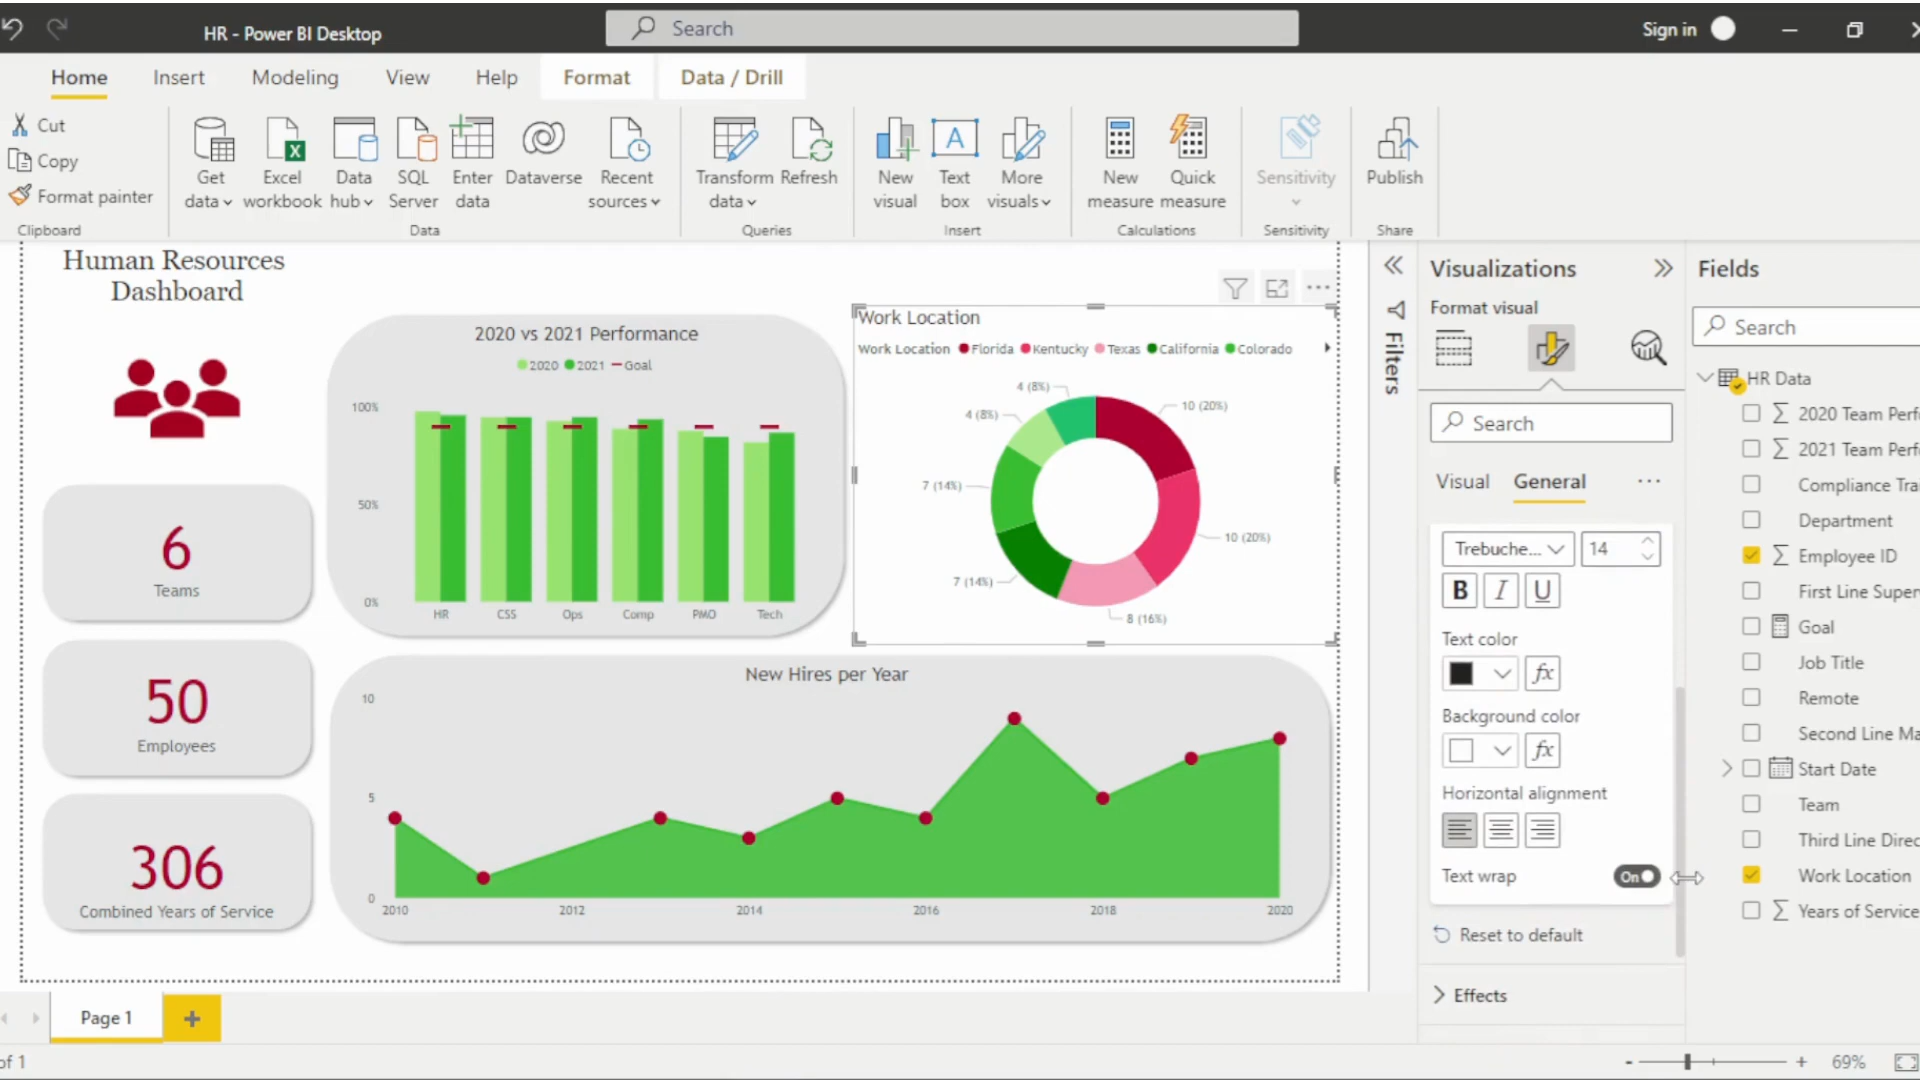 HR - Power BI Desktop
Search
Sign in
Home
Insert
Modeling
View
Help
Format
Data / Drill
Cut
Copy
Format painter
Clipboard
Get data
Excel workbook
Data hub
SQL Server
Enter data
Dataverse
Recent sources
Data
Transform data
Refresh
Queries
New visual
A
Text box
More visuals
Insert
New measure
Quick measure
Calculations
Sensitivity
Sensitivity
Publish
Share
Human Resources
Dashboard
6
Teams
50
Employees
306
Combined Years of Service
2020 vs 2021 Performance
2020 2021 Goal
100%
50%
0%
HR CSS Ops Comp PMO Tech
Work Location
Work Location Florida Kentucky Texas California Colorado
4 (8%)
10 (20%)
4 (8%)
7 (14%)
10 (20%)
7 (14%)
8 (16%)
New Hires per Year
10
5
0
2010 2012 2014 2016 2018 2020
Filters
Visualizations
Format visual
Search
Visual
General
Trebuche...
14
B I U
Text color
fx
Background color
fx
Horizontal alignment
Text wrap
On
Reset to default
Effects
Fields
Search
HR Data
2020 Team Perf
2021 Team Perf
Compliance Tra
Department
Employee ID
First Line Super
Goal
Job Title
Remote
Second Line Ma
Start Date
Team
Third Line Direc
Work Location
Years of Service
Page 1
of 1
- + 69%